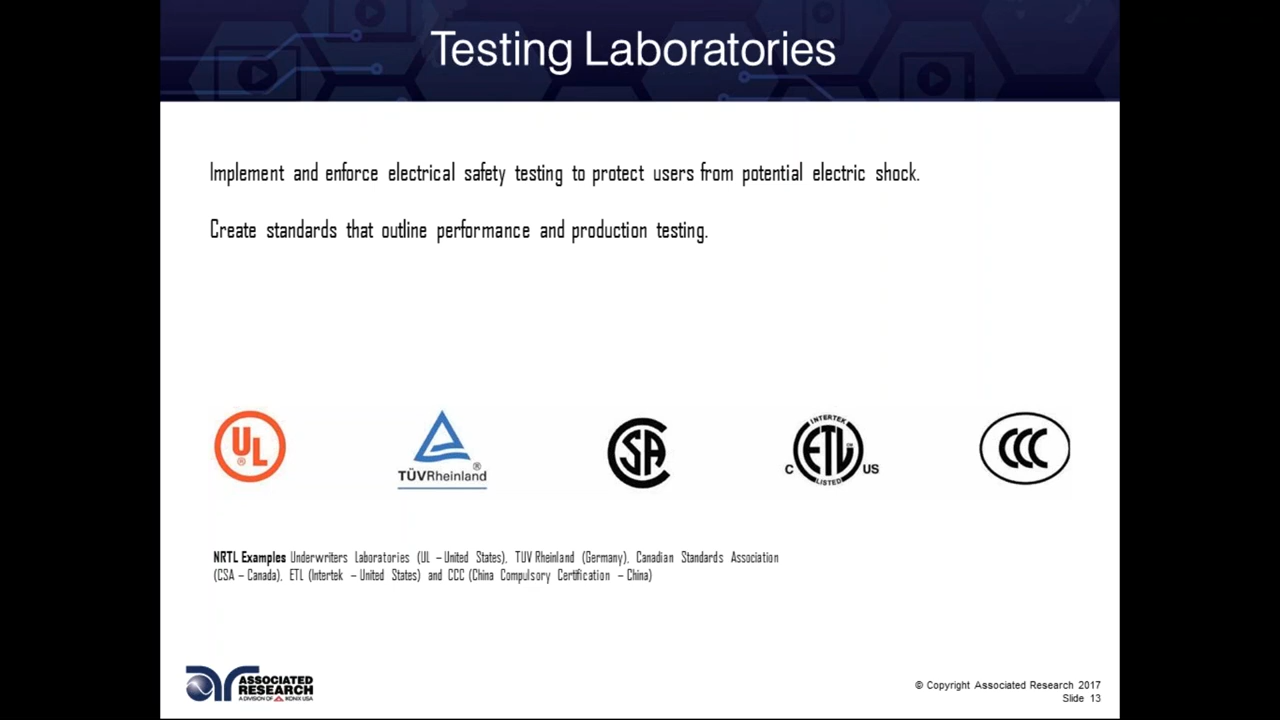 Testing Laboratories
Implement and enforce electrical safety testing to protect users from potential electric shock.
Create standards that outline performance and production testing.
UL
®
TÜVRheinland
®
CSA
INTERTEK
ETL
C US
LISTED
CCC
NRTL Examples Underwriters Laboratories (UL – United States), TUV Rheinland (Germany), Canadian Standards Association
(CSA – Canada), ETL (Intertek – United States) and CCC (China Compulsory Certification – China)
ASSOCIATED
RESEARCH
A DIVISION OF IKONIX USA
© Copyright Associated Research 2017
Slide 13